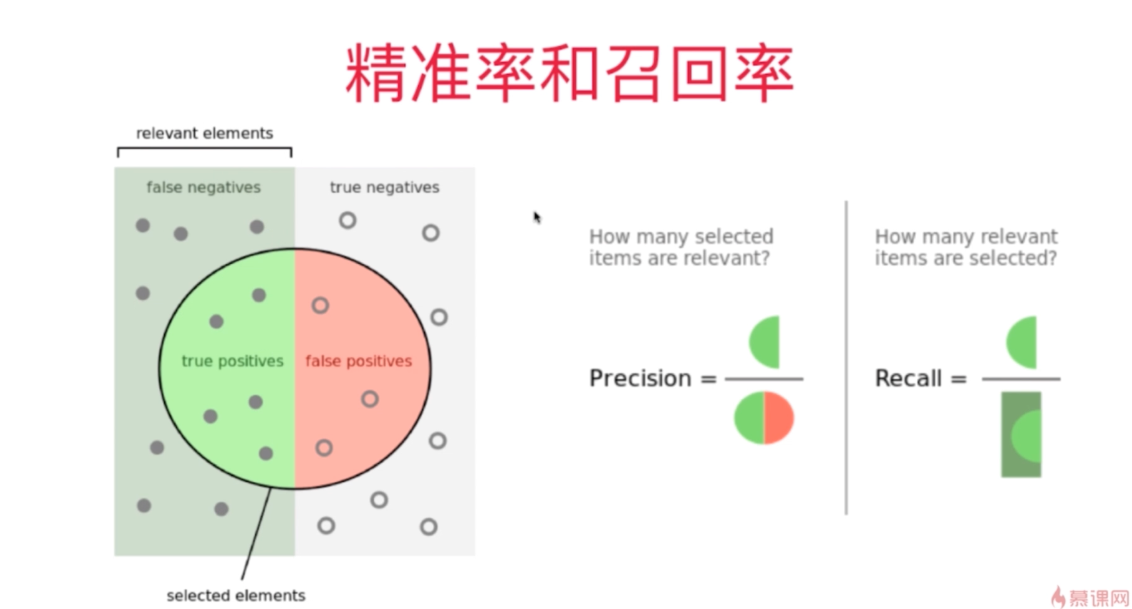 精准率和召回率
relevant elements
false negatives
true negatives
true positives
false positives
selected elements
How many selected
items are relevant?
Precision =
How many relevant
items are selected?
Recall =
慕课网